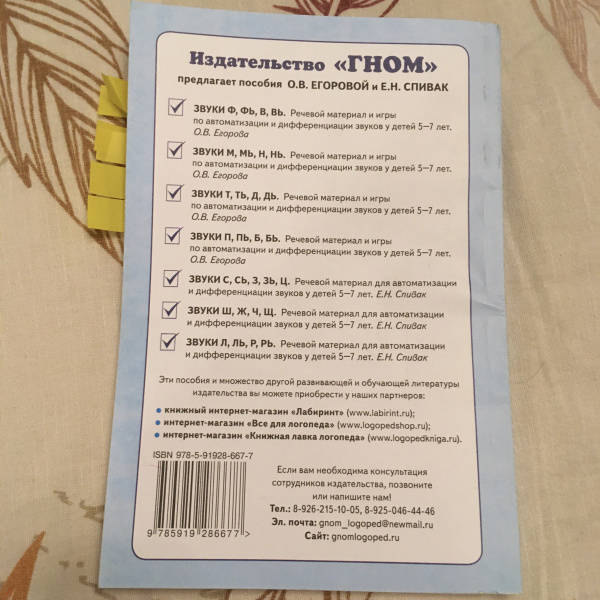 Издательство «ГНОМ»
предлагает пособия О.В. ЕГОРОВОЙ и Е.Н. СПИВАК
ЗВУКИ Ф, ФЬ, В, ВЬ. Речевой материал и игры
по автоматизации и дифференциации звуков у детей 5–7 лет.
О.В. Егорова
ЗВУКИ М, МЬ, Н, НЬ. Речевой материал и игры
по автоматизации и дифференциации звуков у детей 5–7 лет.
О.В. Егорова
ЗВУКИ Т, ТЬ, Д, ДЬ. Речевой материал и игры
по автоматизации и дифференциации звуков у детей 5–7 лет.
О.В. Егорова
ЗВУКИ П, ПЬ, Б, БЬ. Речевой материал и игры
по автоматизации и дифференциации звуков у детей 5–7 лет.
О.В. Егорова
ЗВУКИ С, СЬ, З, ЗЬ, Ц. Речевой материал для автоматизации
и дифференциации звуков у детей 5–7 лет. Е.Н. Спивак
ЗВУКИ Ш, Ж, Ч, Щ. Речевой материал для автоматизации
и дифференциации звуков у детей 5–7 лет. Е.Н. Спивак
ЗВУКИ Л, ЛЬ, Р, РЬ. Речевой материал для автоматизации
и дифференциации звуков у детей 5–7 лет. Е.Н. Спивак
Эти пособия и множество другой развивающей и обучающей литературы
издательства вы можете приобрести у наших партнеров:
• книжный интернет-магазин «Лабиринт» (www.labirint.ru);
• интернет-магазин «Все для логопеда» (www.logopedshop.ru);
• интернет-магазин «Книжная лавка логопеда» (www.logopedkniga.ru).
ISBN 978-5-91928-667-7
9 785919 286677 >
Если вам необходима консультация
сотрудников издательства, позвоните
или напишите нам!
Тел.: 8-926-215-10-05, 8-925-046-44-46
Эл. почта: gnom_logoped@newmail.ru
Сайт: gnomlogoped.ru